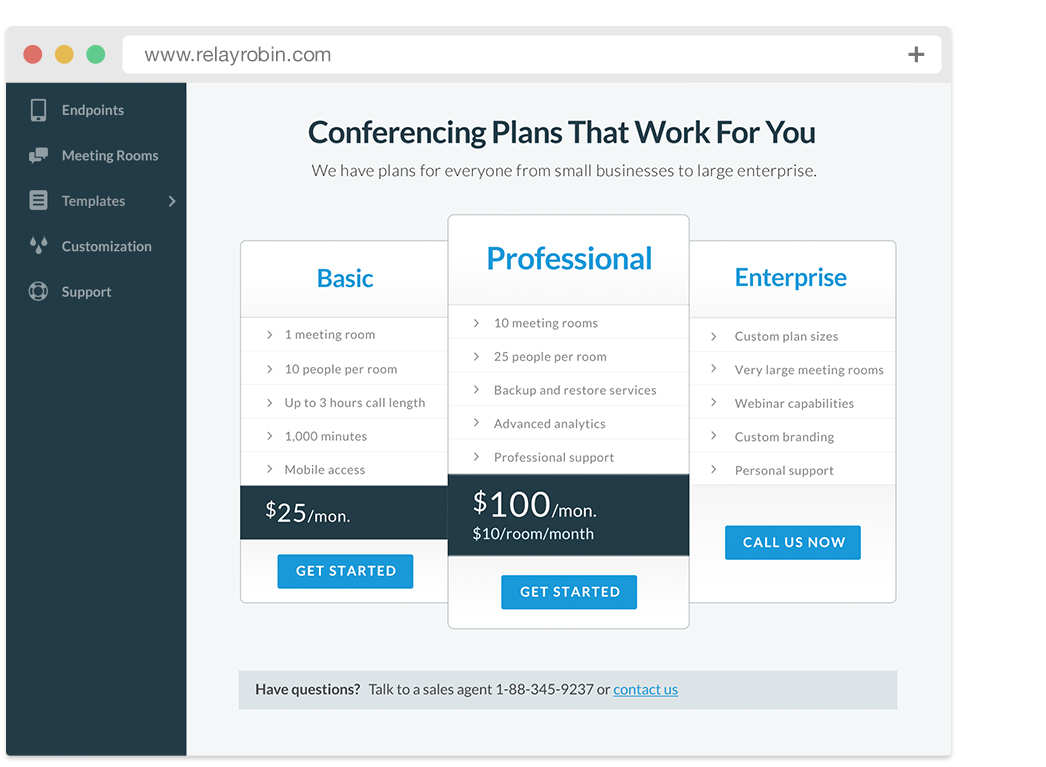 www.relayrobin.com
Endpoints
Meeting Rooms
Templates
Customization
Support
Conferencing Plans That Work For You
We have plans for everyone from small businesses to large enterprise.
Basic
1 meeting room
10 people per room
Up to 3 hours call length
1,000 minutes
Mobile access
$25/mon.
GET STARTED
Professional
10 meeting rooms
25 people per room
Backup and restore services
Advanced analytics
Professional support
$100/mon.
$10/room/month
GET STARTED
Enterprise
Custom plan sizes
Very large meeting rooms
Webinar capabilities
Custom branding
Personal support
CALL US NOW
Have questions? Talk to a sales agent 1-88-345-9237 or contact us